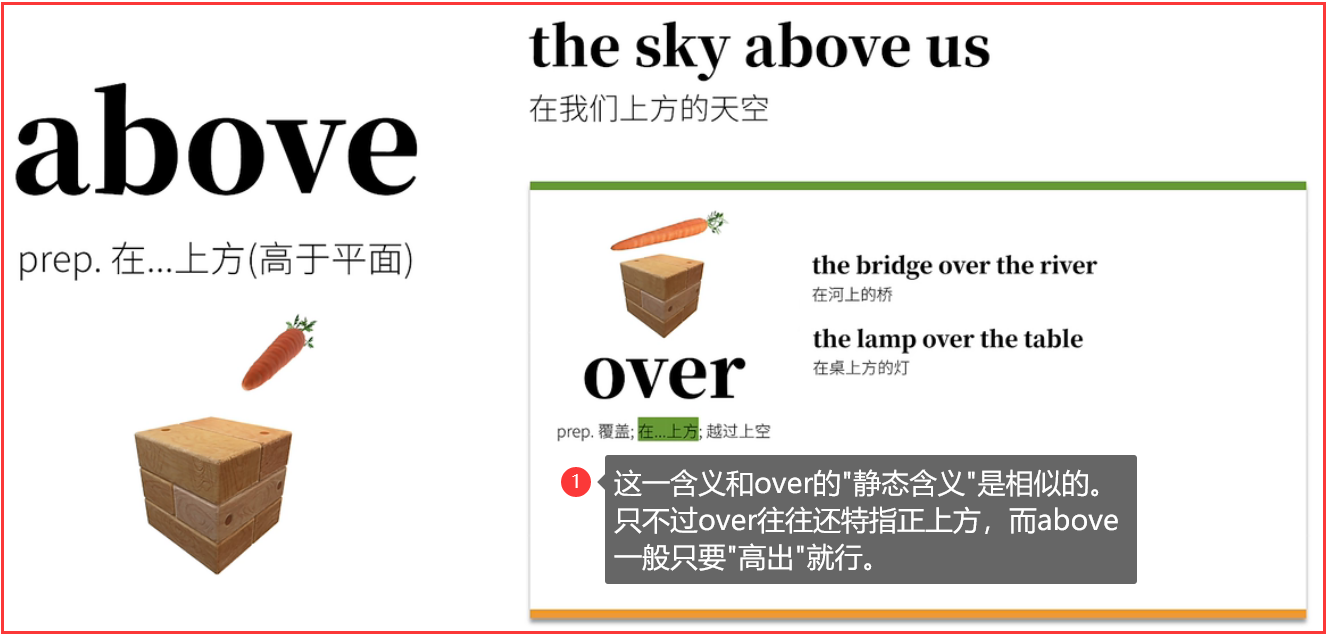 above
prep. 在...上方(高于平面)
the sky above us
在我们上方的天空
over
prep. 覆盖; 在...上方; 越过上空
the bridge over the river
在河上的桥
the lamp over the table
在桌上方的灯
1
这一含义和over的"静态含义"是相似的。
只不过over往往还特指正上方，而above
一般只要"高出"就行。